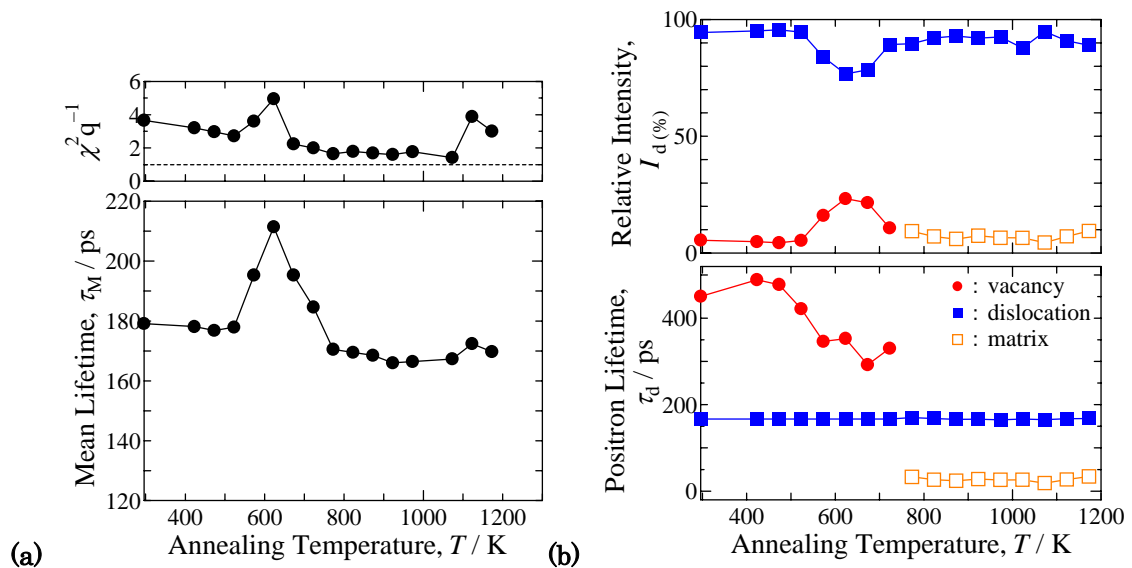 χ²q⁻¹
6
4
2
0
Mean Lifetime, τM / ps
220
200
180
160
140
120
400 600 800 1000 1200
Annealing Temperature, T / K
(a)
Relative Intensity,
Id (%)
100
50
0
Positron Lifetime,
τd / ps
400
200
0
: vacancy
: dislocation
: matrix
400 600 800 1000 1200
Annealing Temperature, T / K
(b)